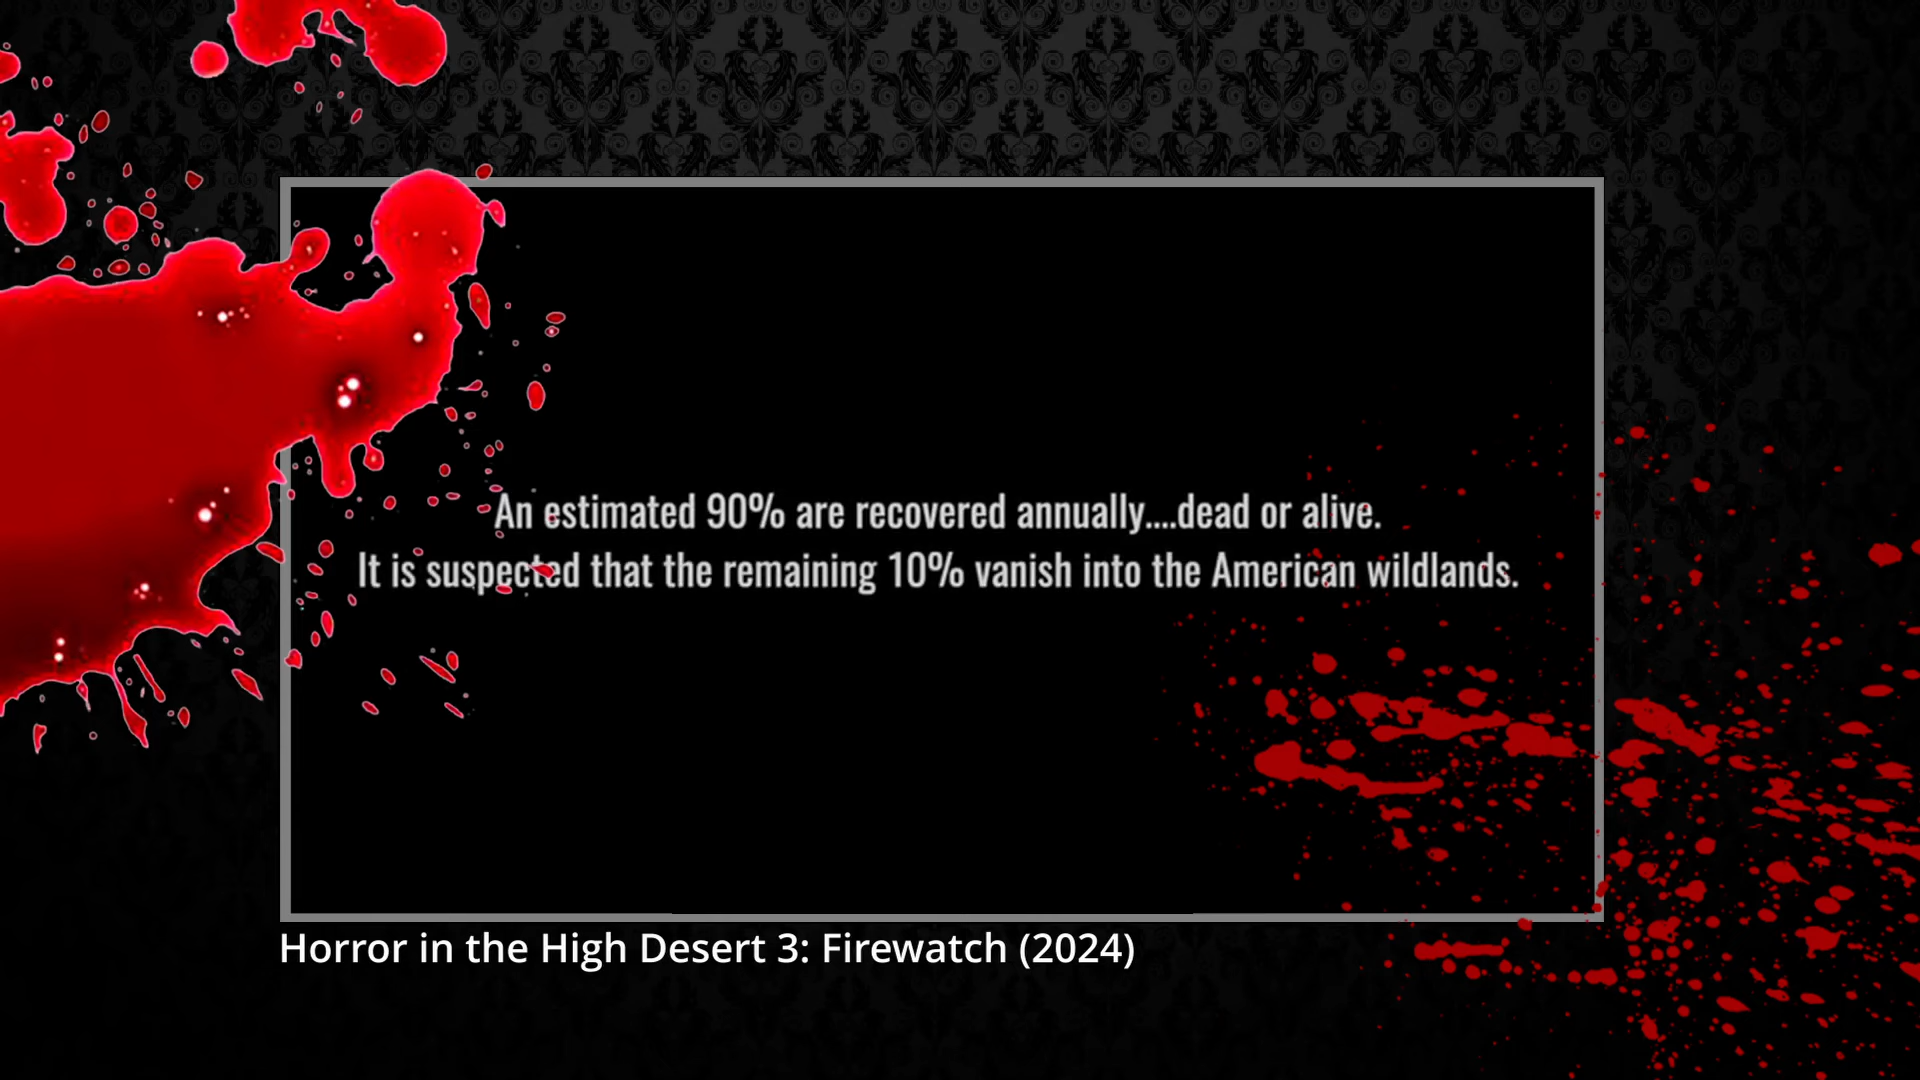 An estimated 90% are recovered annually....dead or alive.
It is suspected that the remaining 10% vanish into the American wildlands.
Horror in the High Desert 3: Firewatch (2024)